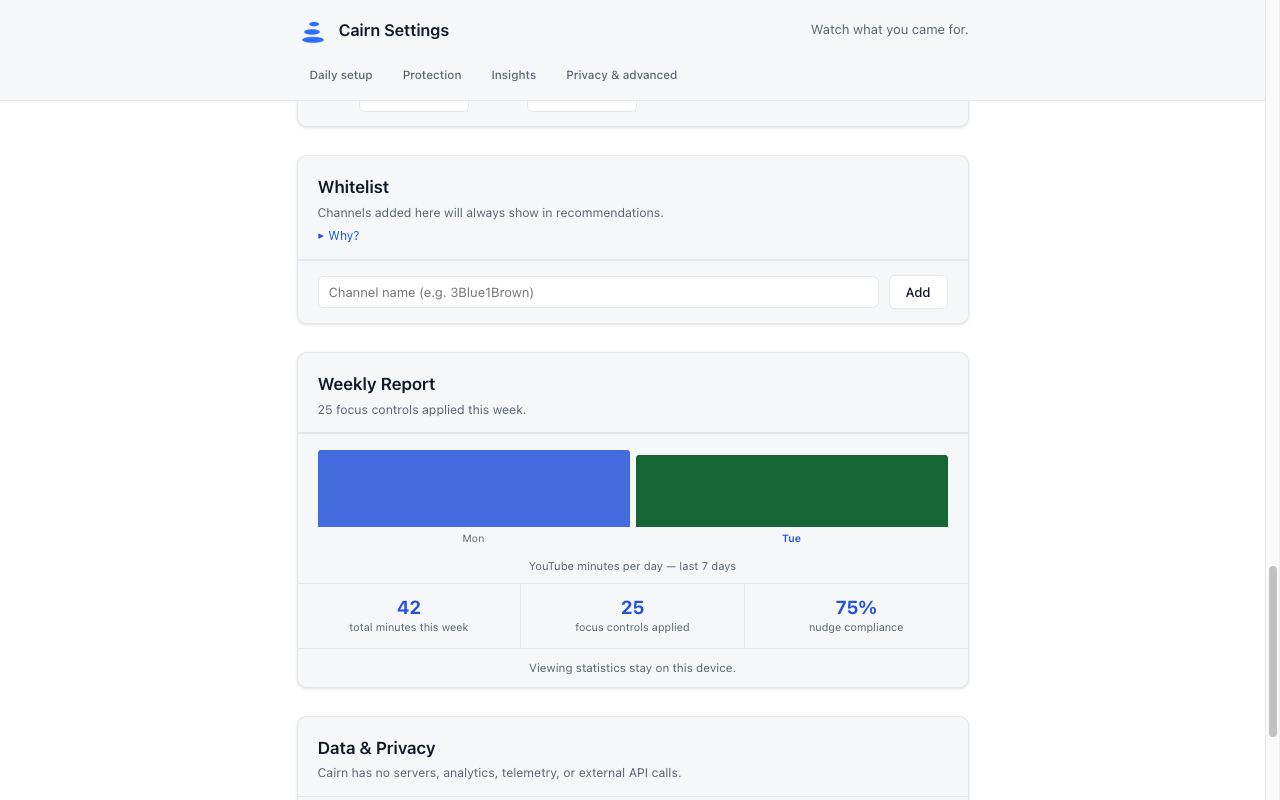 Cairn Settings
Watch what you came for.
Daily setup
Protection
Insights
Privacy & advanced
Whitelist
Channels added here will always show in recommendations.
▸ Why?
Channel name (e.g. 3Blue1Brown)
Add
Weekly Report
25 focus controls applied this week.
Mon
Tue
YouTube minutes per day — last 7 days
42
total minutes this week
25
focus controls applied
75%
nudge compliance
Viewing statistics stay on this device.
Data & Privacy
Cairn has no servers, analytics, telemetry, or external API calls.